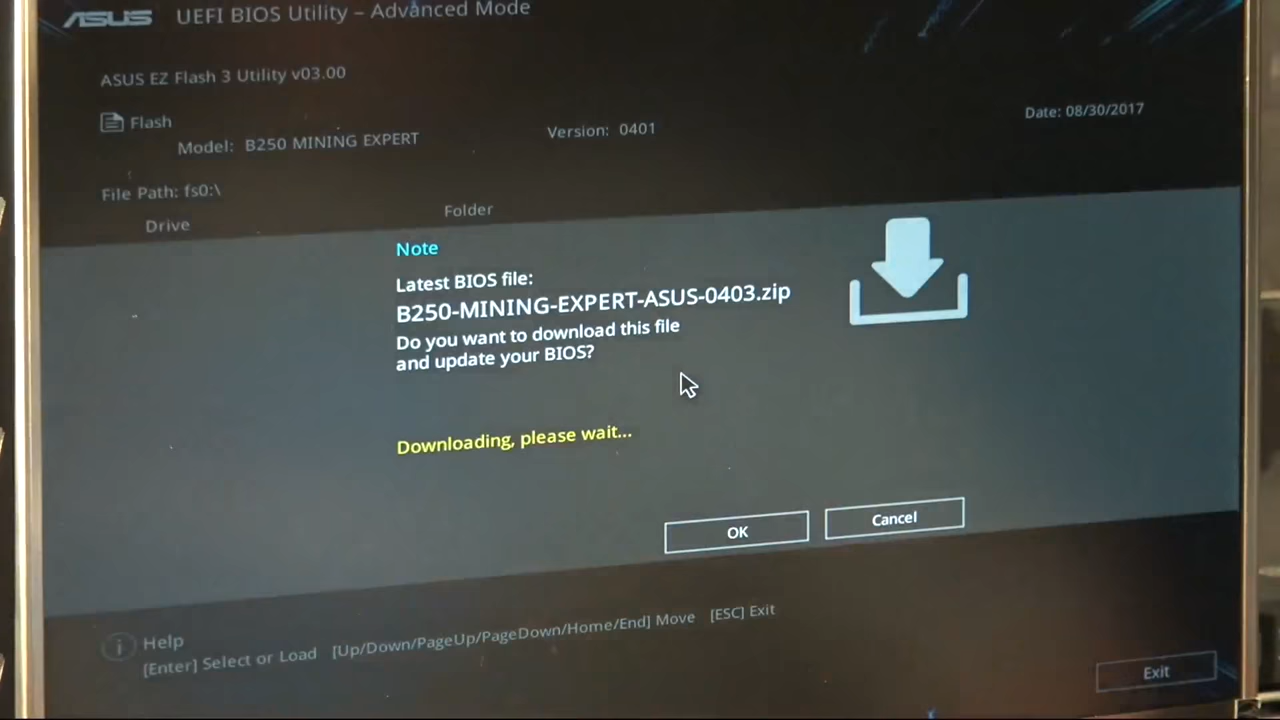 ASUS UEFI BIOS Utility – Advanced Mode
ASUS EZ Flash 3 Utility v03.00
Flash
Model: B250 MINING EXPERT Version: 0401 Date: 08/30/2017
File Path: fs0:\
Drive Folder
Note
Latest BIOS file:
B250-MINING-EXPERT-ASUS-0403.zip
Do you want to download this file
and update your BIOS?
Downloading, please wait...
OK Cancel
Help
[Enter] Select or Load [Up/Down/PageUp/PageDown/Home/End] Move [ESC] Exit
Exit